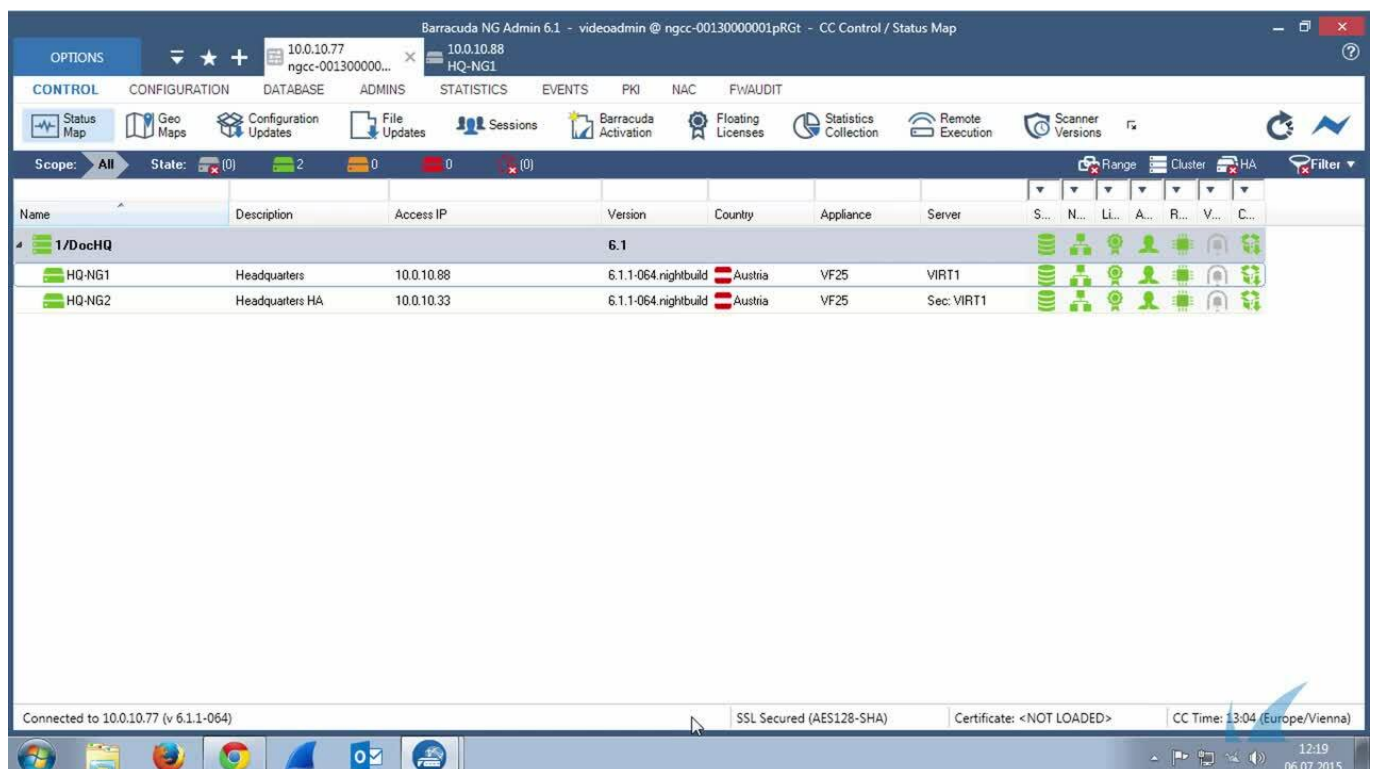 Barracuda NG Admin 6.1 - videoadmin @ ngcc-00130000001pRGt - CC Control / Status Map
OPTIONS
10.0.10.77
ngcc-001300000...
10.0.10.88
HQ-NG1
CONTROL CONFIGURATION DATABASE ADMINS STATISTICS EVENTS PKI NAC FWAUDIT
Status Map
Geo Maps
Configuration Updates
File Updates
Sessions
Barracuda Activation
Floating Licenses
Statistics Collection
Remote Execution
Scanner Versions
Scope: All State: (0) 2 0 0 (0) Range Cluster HA Filter
Name Description Access IP Version Country Appliance Server S... N... Li... A... R... V... C...
1/DocHQ 6.1
HQ-NG1 Headquarters 10.0.10.88 6.1.1-064.nightbuild Austria VF25 VIRT1
HQ-NG2 Headquarters HA 10.0.10.33 6.1.1-064.nightbuild Austria VF25 Sec: VIRT1
Connected to 10.0.10.77 (v 6.1.1-064) SSL Secured (AES128-SHA) Certificate: <NOT LOADED> CC Time: 13:04 (Europe/Vienna)
12:19
06.07.2015